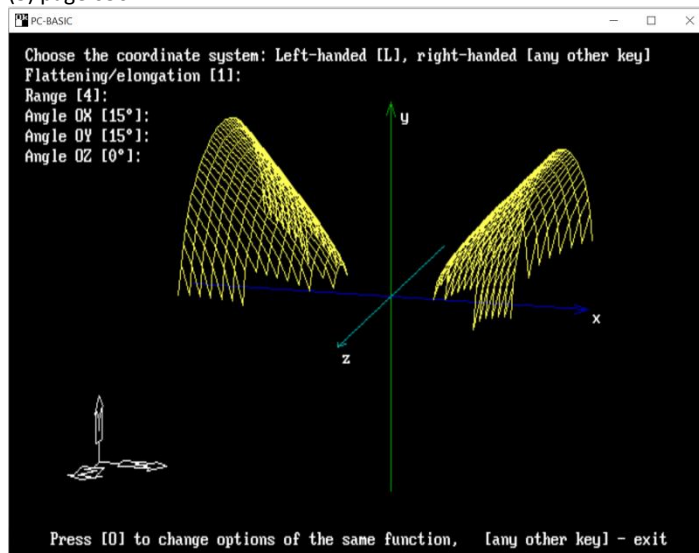 PC-BASIC
Choose the coordinate system: Left-handed [L], right-handed [any other key]
Flattening/elongation [1]:
Range [4]:
Angle OX [15°]:
Angle OY [15°]:
Angle OZ [0°]:
y
x
z
Press [O] to change options of the same function, [any other key] - exit